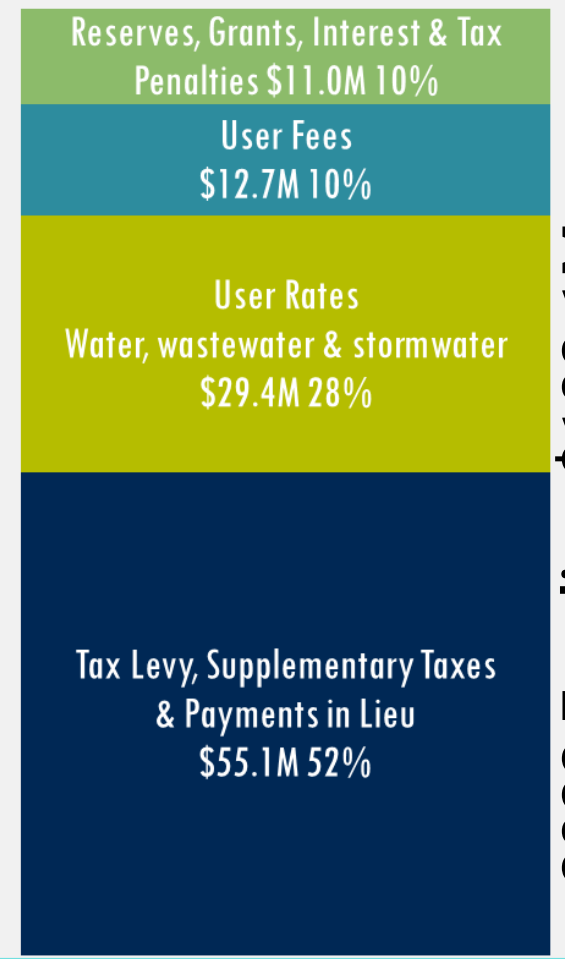 Reserves, Grants, Interest & Tax
Penalties $11.0M 10%
User Fees
$12.7M 10%
User Rates
Water, wastewater & stormwater
$29.4M 28%
Tax Levy, Supplementary Taxes
& Payments in Lieu
$55.1M 52%